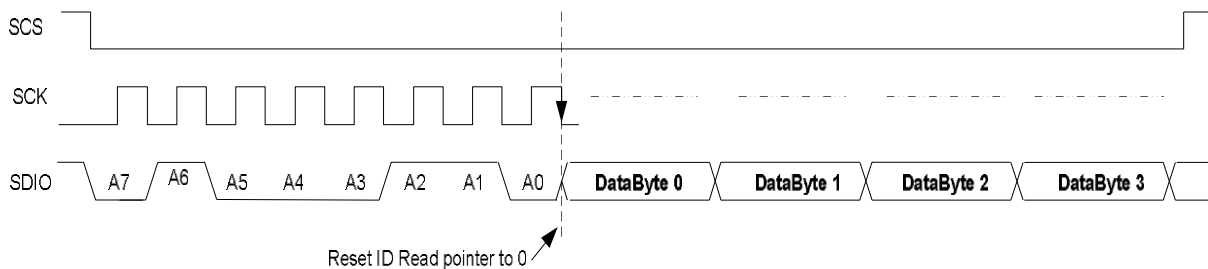 SCS
SCK
SDIO A7 A6 A5 A4 A3 A2 A1 A0 DataByte 0 DataByte 1 DataByte 2 DataByte 3
Reset ID Read pointer to 0